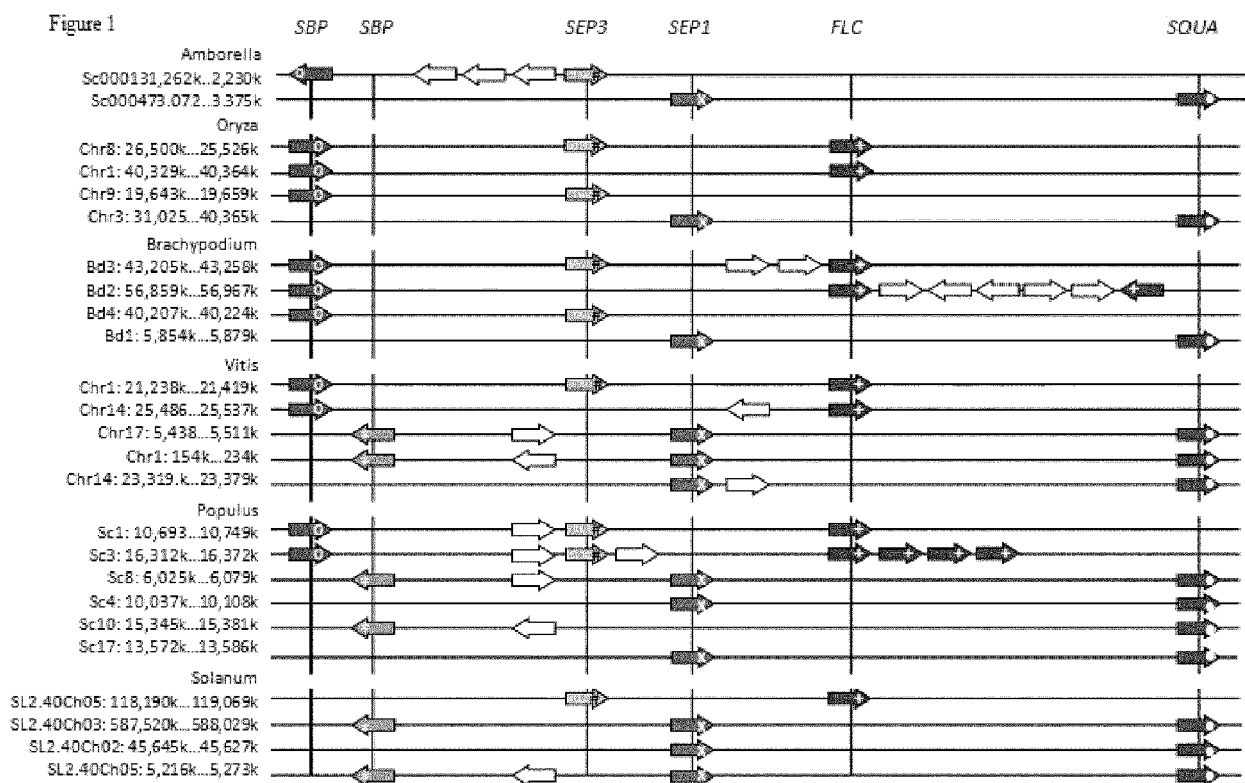 Figure 1
SBP SBP SEP3 SEP1 FLC SQUA
Amborella
Sc000131,262k...2,230k
Sc000473.072...3375k
Oryza
Chr8: 26,500k...25,526k
Chr1: 40,329k...40,364k
Chr9: 19,643k...19,659k
Chr3: 31,025...40,365k
Brachypodium
Bd3: 43,205k...43,258k
Bd2: 56,859k...56,967k
Bd4: 40,207k...40,224k
Bd1: 5,854k...5,879k
Vitis
Chr1: 21,238k...21,419k
Chr14: 25,486...25,537k
Chr17: 5,438...5,511k
Chr1: 154k...234k
Chr14: 23,319.k...23,379k
Populus
Sc1: 10,693...10,749k
Sc3: 16,312k...16,372k
Sc8: 6,025k...6,079k
Sc4: 10,037k...10,108k
Sc10: 15,345k...15,381k
Sc17: 13,572k...13,586k
Solanum
SL2.40Ch05: 118,190k...119,069k
SL2.40Ch03: 587,520k...588,029k
SL2.40Ch02: 45,645k...45,627k
SL2.40Ch05: 5,216k...5,273k